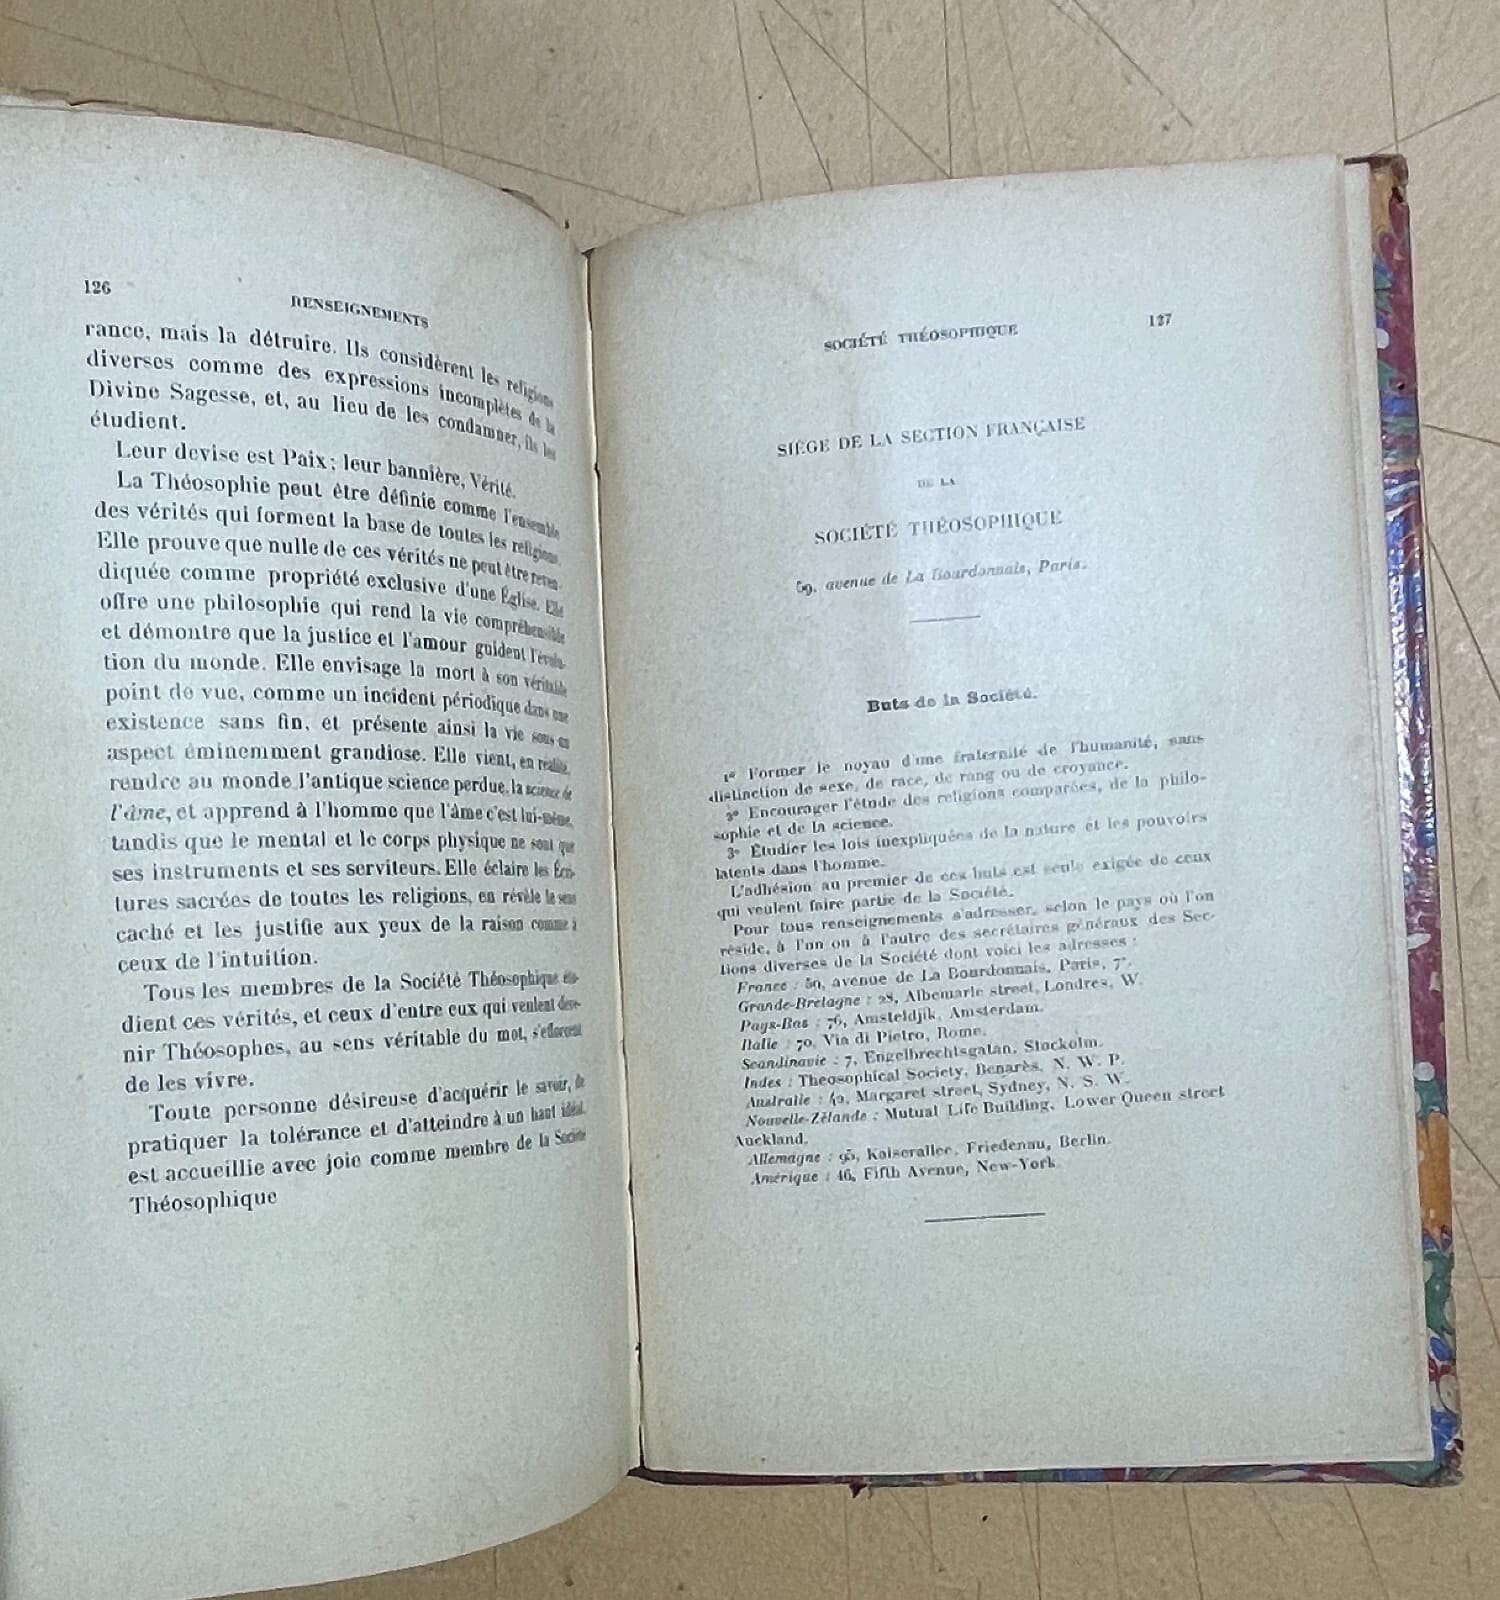 126
RENSEIGNEMENTS
rance, mais la détruire. Ils considèrent les religions
diverses comme des expressions incomplètes de la
Divine Sagesse, et, au lieu de les condamner, ils les
étudient.
Leur devise est Paix ; leur bannière, Vérité.
La Théosophie peut être définie comme l'ensemble
des vérités qui forment la base de toutes les religions.
Elle prouve que nulle de ces vérités ne peut être reven-
diquée comme propriété exclusive d'une Église. Elle
offre une philosophie qui rend la vie compréhensible
et démontre que la justice et l'amour guident l'évolu-
tion du monde. Elle envisage la mort à son véritable
point de vue, comme un incident périodique dans une
existence sans fin, et présente ainsi la vie sous un
aspect éminemment grandiose. Elle vient, en réalité,
rendre au monde l'antique science perdue, la science de
l'âme, et apprend à l'homme que l'âme c'est lui-même,
tandis que le mental et le corps physique ne sont que
ses instruments et ses serviteurs. Elle éclaire les Écri-
tures sacrées de toutes les religions, en révèle le sens
caché et les justifie aux yeux de la raison comme à
ceux de l'intuition.
Tous les membres de la Société Théosophique étu-
dient ces vérités, et ceux d'entre eux qui veulent deve-
nir Théosophes, au sens véritable du mot, s'efforcent
de les vivre.
Toute personne désireuse d'acquérir le savoir, de
pratiquer la tolérance et d'atteindre à un haut idéal,
est accueillie avec joie comme membre de la Société
Théosophique
SOCIÉTÉ THÉOSOPHIQUE
127
SIÈGE DE LA SECTION FRANÇAISE
DE LA
SOCIÉTÉ THÉOSOPHIQUE
59, avenue de La Bourdonnais, Paris.
Buts de la Société.
1° Former le noyau d'une fraternité de l'humanité, sans
distinction de sexe, de race, de rang ou de croyance.
2° Encourager l'étude des religions comparées, de la philo-
sophie et de la science.
3° Étudier les lois inexpliquées de la nature et les pouvoirs
latents dans l'homme.
L'adhésion au premier de ces buts est seule exigée de ceux
qui veulent faire partie de la Société.
Pour tous renseignements s'adresser, selon le pays où l'on
réside, à l'un ou à l'autre des secrétaires généraux des Sec-
tions diverses de la Société dont voici les adresses :
France : 59, avenue de La Bourdonnais, Paris, 7e.
Grande-Bretagne : 28, Albemarle street, Londres, W.
Pays-Bas : 76, Amsteldjik, Amsterdam.
Italie : 70, Via di Pietro, Rome.
Scandinavie : 7, Engelbrechtsgatan, Stockolm.
Indes : Theosophical Society, Benarès, N. W. P.
Australie : 42, Margaret street, Sydney, N. S. W.
Nouvelle-Zélande : Mutual Life Building, Lower Queen street
Auckland.
Allemagne : 95, Kaiserallee, Friedenau, Berlin.
Amérique : 46, Fifth Avenue, New-York